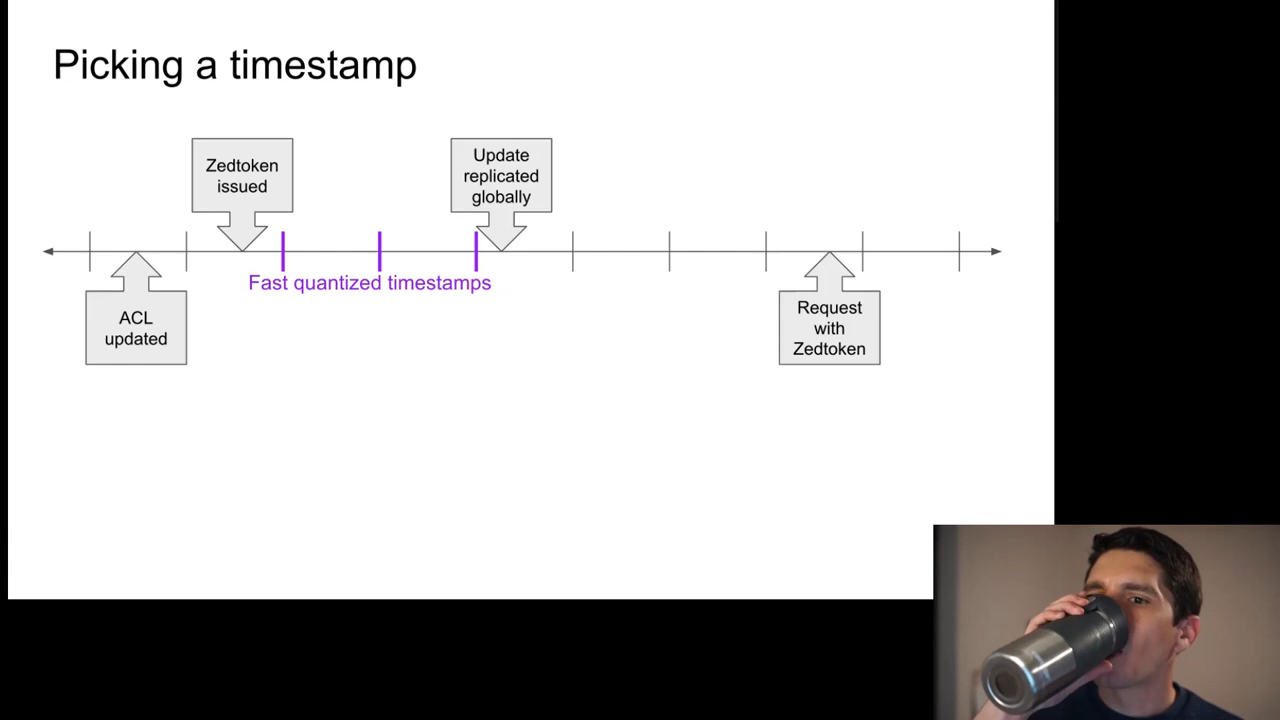 Picking a timestamp
Zedtoken
issued
Update
replicated
globally
Fast quantized timestamps
ACL
updated
Request
with
Zedtoken